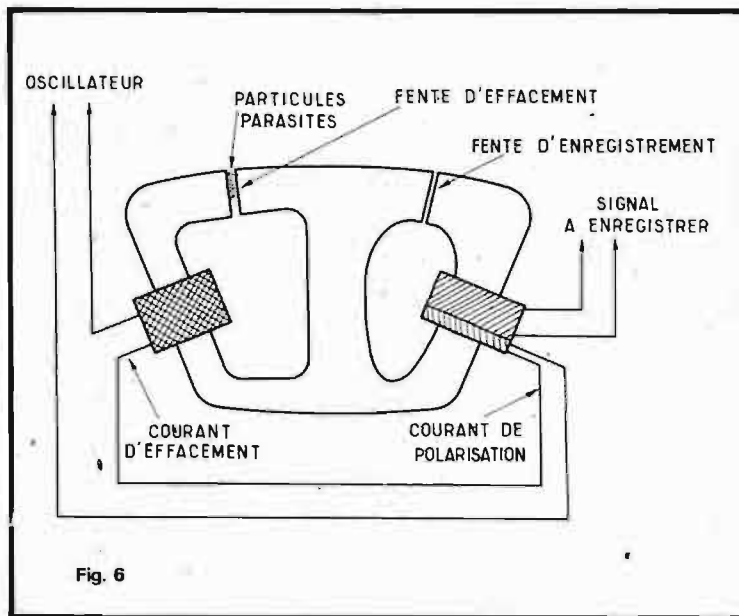 OSCILLATEUR
PARTICULES
PARASITES
FENTE D'EFFACEMENT
FENTE D'ENREGISTREMENT
SIGNAL
A ENREGISTRER
COURANT
D'EFFACEMENT
COURANT DE
POLARISATION
Fig. 6